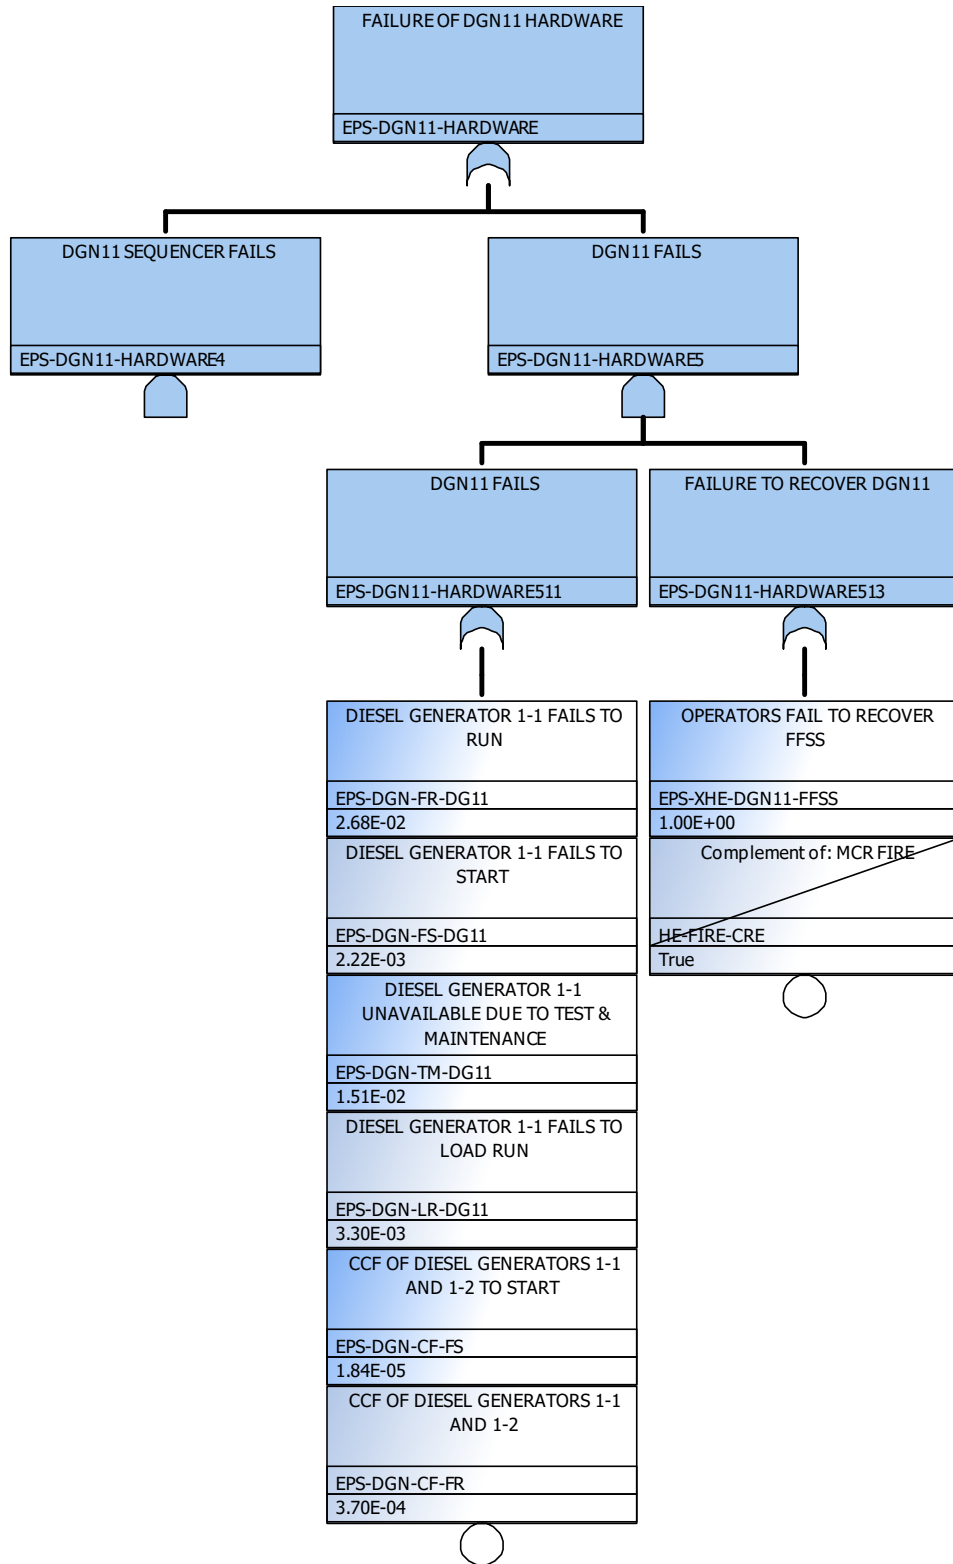 FAILURE OF DGN11 HARDWARE
EPS-DGN11-HARDWARE
DGN11 SEQUENCER FAILS
EPS-DGN11-HARDWARE4
DGN11 FAILS
EPS-DGN11-HARDWARE5
DGN11 FAILS
EPS-DGN11-HARDWARE511
FAILURE TO RECOVER DGN11
EPS-DGN11-HARDWARE513
DIESEL GENERATOR 1-1 FAILS TO
RUN
EPS-DGN-FR-DG11
2.68E-02
DIESEL GENERATOR 1-1 FAILS TO
START
EPS-DGN-FS-DG11
2.22E-03
DIESEL GENERATOR 1-1
UNAVAILABLE DUE TO TEST &
MAINTENANCE
EPS-DGN-TM-DG11
1.51E-02
DIESEL GENERATOR 1-1 FAILS TO
LOAD RUN
EPS-DGN-LR-DG11
3.30E-03
CCF OF DIESEL GENERATORS 1-1
AND 1-2 TO START
EPS-DGN-CF-FS
1.84E-05
CCF OF DIESEL GENERATORS 1-1
AND 1-2
EPS-DGN-CF-FR
3.70E-04
OPERATORS FAIL TO RECOVER
FFSS
EPS-XHE-DGN11-FFSS
1.00E+00
Complement of: MCR FIRE
HE-FIRE-CRE
True